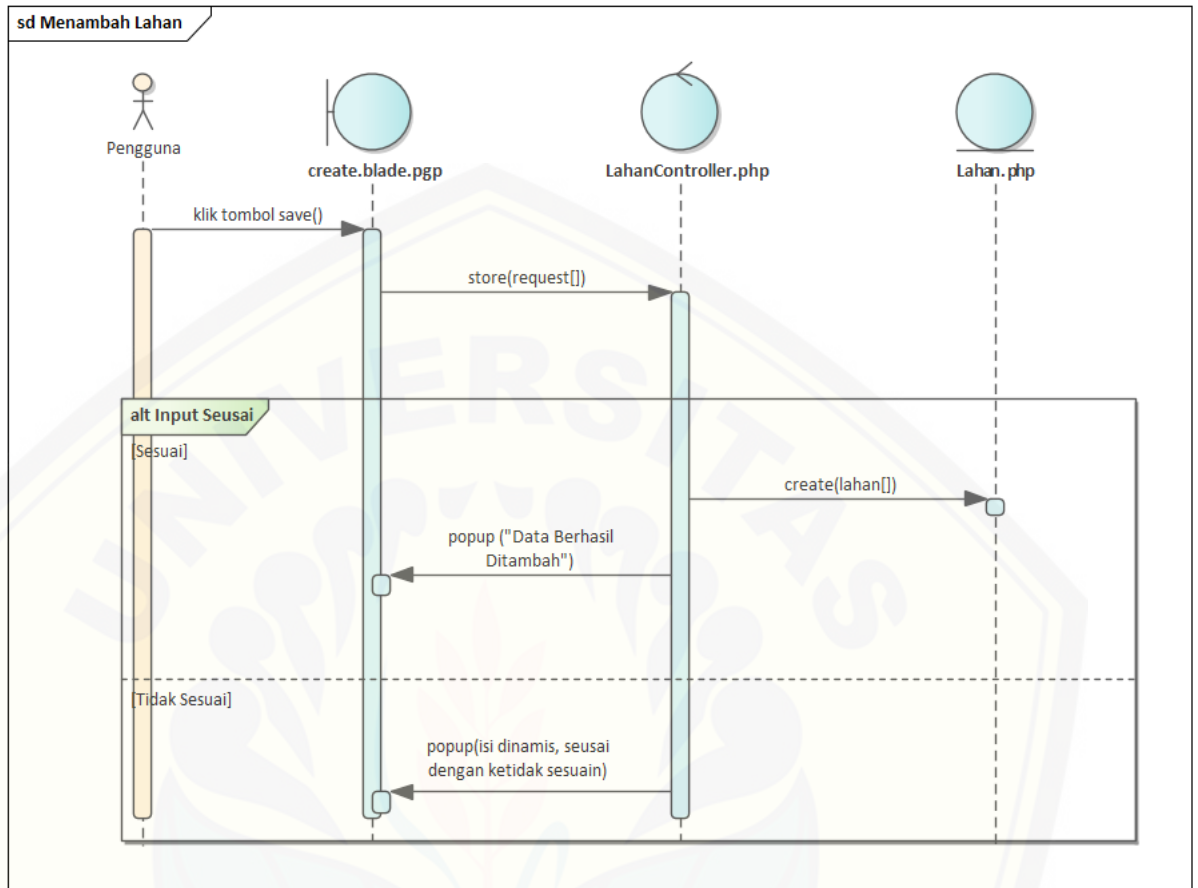 sd Menambah Lahan
Pengguna
create.blade.pgp
LahanController.php
Lahan.php
klik tombol save()
store(request[])
alt Input Seusai
[Sesuai]
create(lahan[])
popup ("Data Berhasil
Ditambah")
[Tidak Sesuai]
popup(isi dinamis, seusai
dengan ketidak sesuain)
UNIVERSITAS